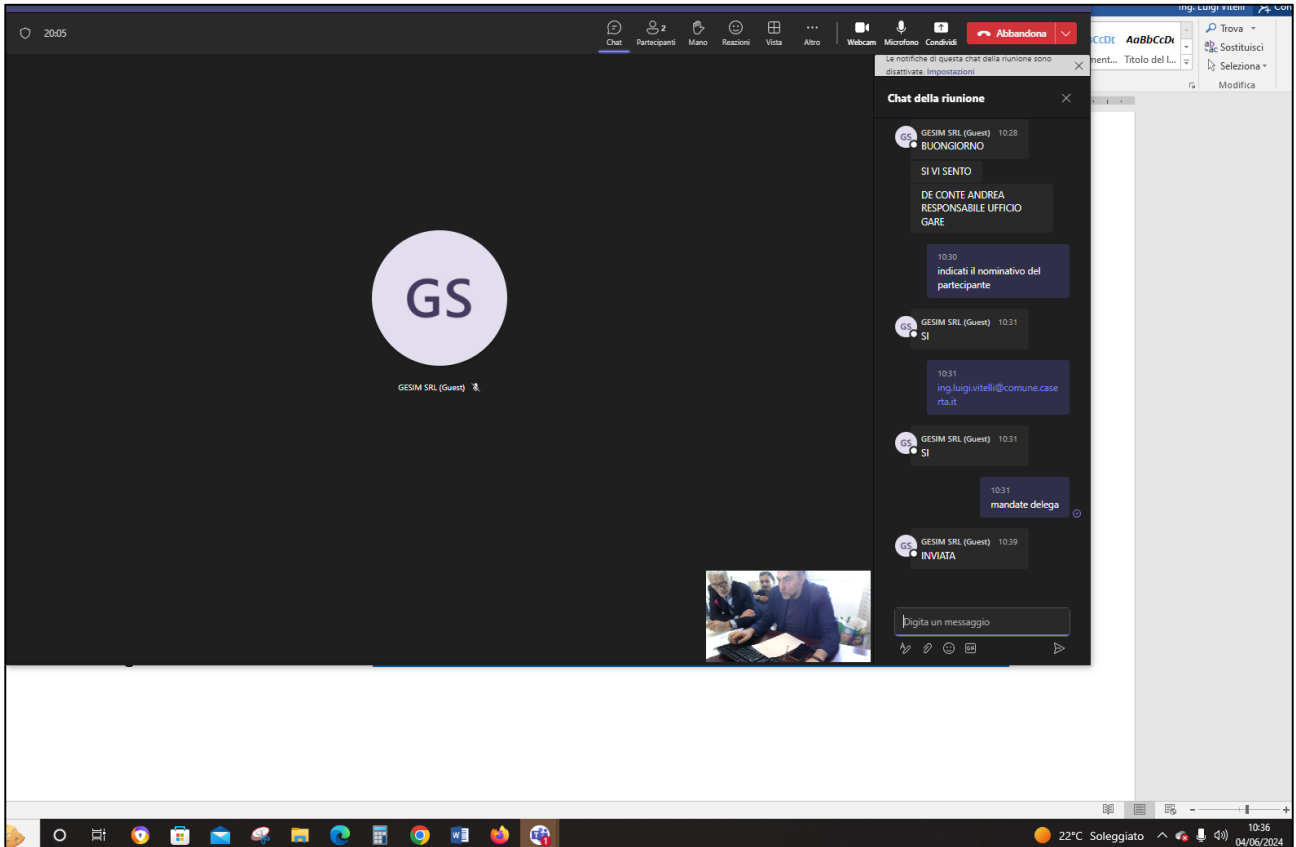 ing. Luigi Vitelli
Con
20:05
Chat
Partecipanti
2
Mano
Reazioni
Vista
Altro
Webcam
Microfono
Condividi
Abbandona
AaBbCcDc
Titolo del l...
Trova
Sostituisci
Seleziona
Modifica
Le notifiche di questa chat della riunione sono
disattivate. Impostazioni
Chat della riunione
GS
GESIM SRL (Guest) 10:28
BUONGIORNO
SI VI SENTO
DE CONTE ANDREA
RESPONSABILE UFFICIO
GARE
10:30
indicati il nominativo del
partecipante
GS
GESIM SRL (Guest) 10:31
SI
10:31
ing.luigi.vitelli@comune.case
rta.it
GS
GESIM SRL (Guest) 10:31
SI
10:31
mandate delega
GS
GESIM SRL (Guest) 10:39
INVIATA
Digita un messaggio
GS
GESIM SRL (Guest)
22°C Soleggiato
10:36
04/06/2024